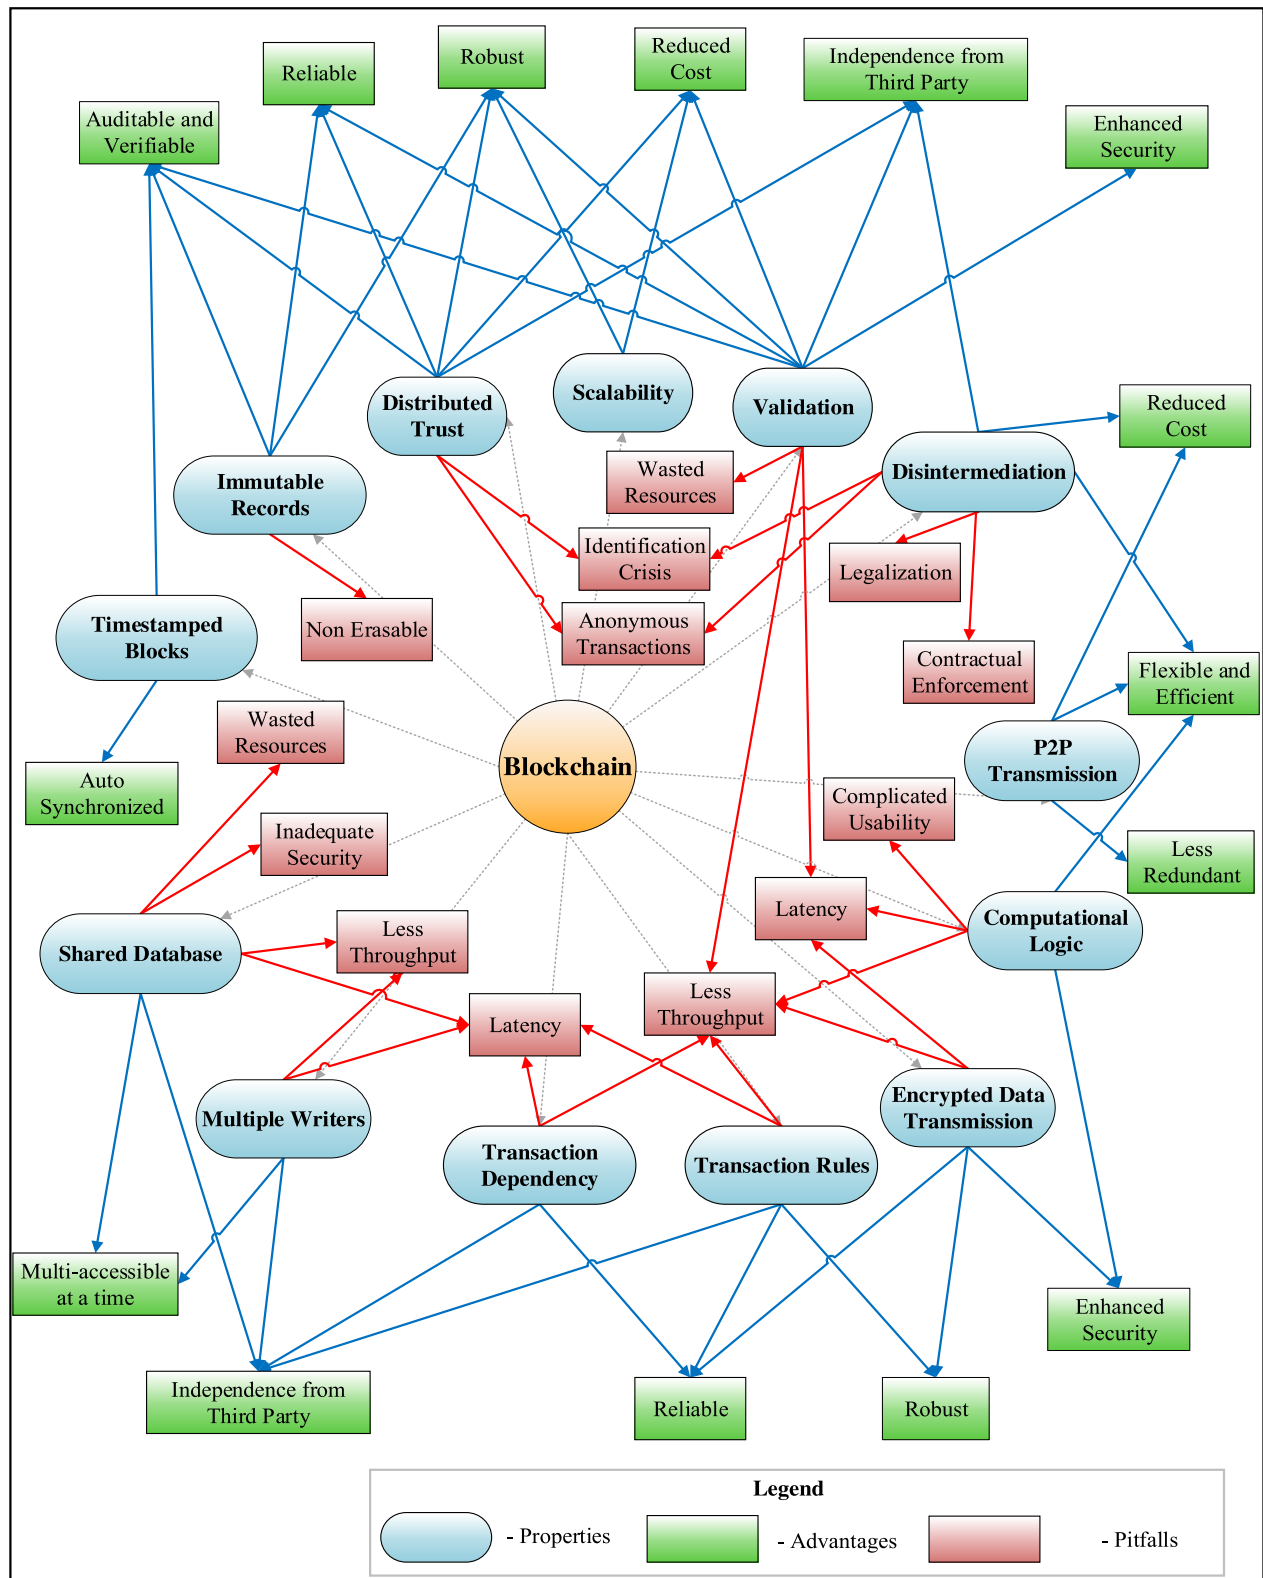 Reliable
Robust
Reduced
Cost
Independence from
Third Party
Auditable and
Verifiable
Enhanced
Security
Distributed
Trust
Scalability
Validation
Reduced
Cost
Immutable
Records
Wasted
Resources
Disintermediation
Identification
Crisis
Legalization
Timestamped
Blocks
Non Erasable
Anonymous
Transactions
Contractual
Enforcement
Flexible and
Efficient
Wasted
Resources
Blockchain
P2P
Transmission
Auto
Synchronized
Complicated
Usability
Inadequate
Security
Less
Redundant
Shared Database
Less
Throughput
Latency
Computational
Logic
Latency
Less
Throughput
Multiple Writers
Transaction
Dependency
Transaction Rules
Encrypted Data
Transmission
Multi-accessible
at a time
Enhanced
Security
Independence from
Third Party
Reliable
Robust
Legend
- Properties
- Advantages
- Pitfalls